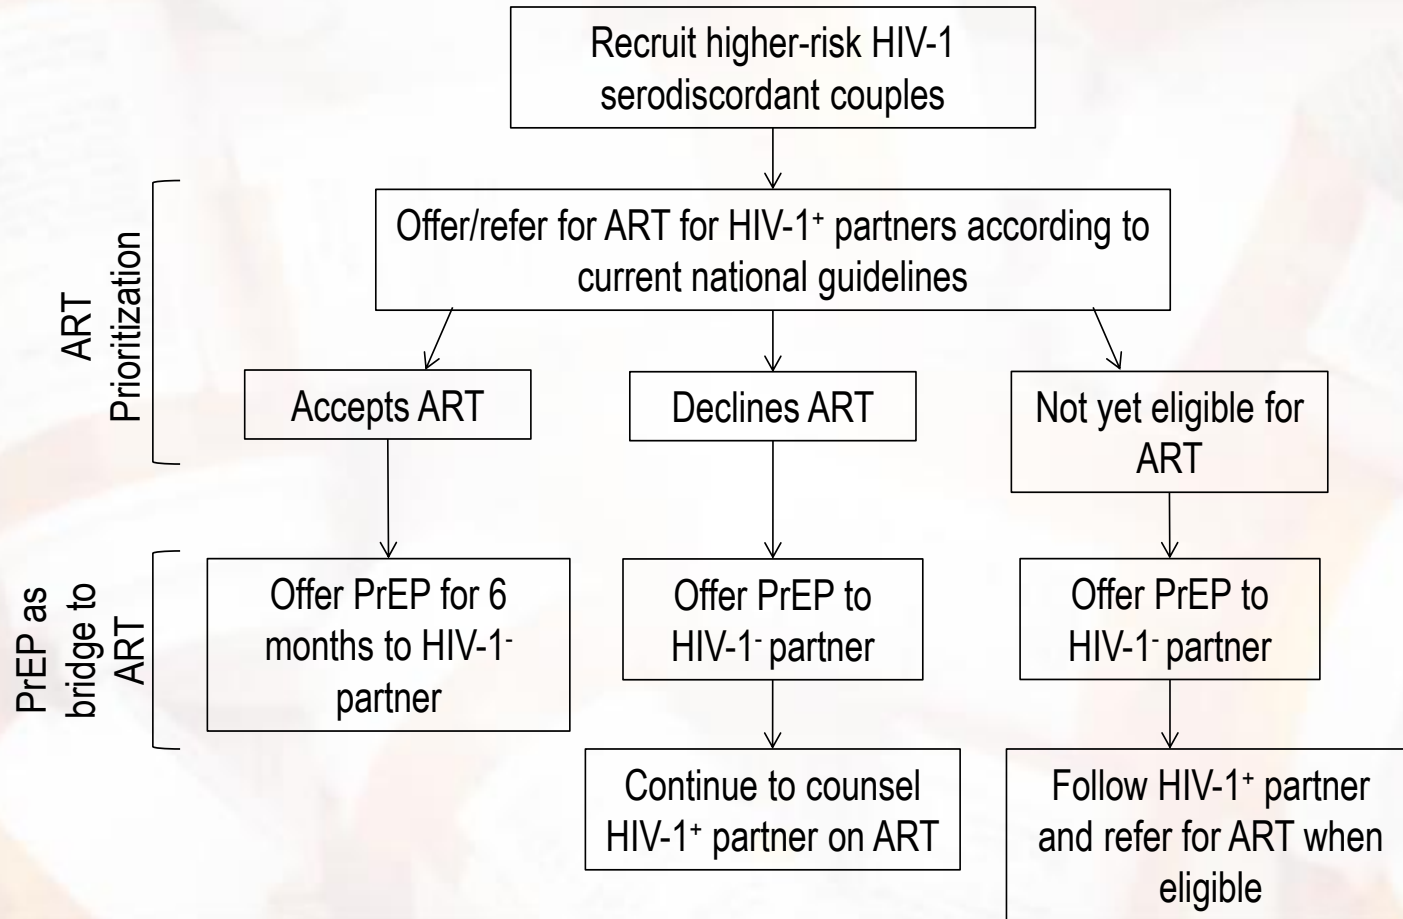 Recruit higher-risk HIV-1
serodiscordant couples
ART
Prioritization
Offer/refer for ART for HIV-1⁺ partners according to
current national guidelines
Accepts ART
Declines ART
Not yet eligible for
ART
PrEP as
bridge to
ART
Offer PrEP for 6
months to HIV-1⁻
partner
Offer PrEP to
HIV-1⁻ partner
Offer PrEP to
HIV-1⁻ partner
Continue to counsel
HIV-1⁺ partner on ART
Follow HIV-1⁺ partner
and refer for ART when
eligible